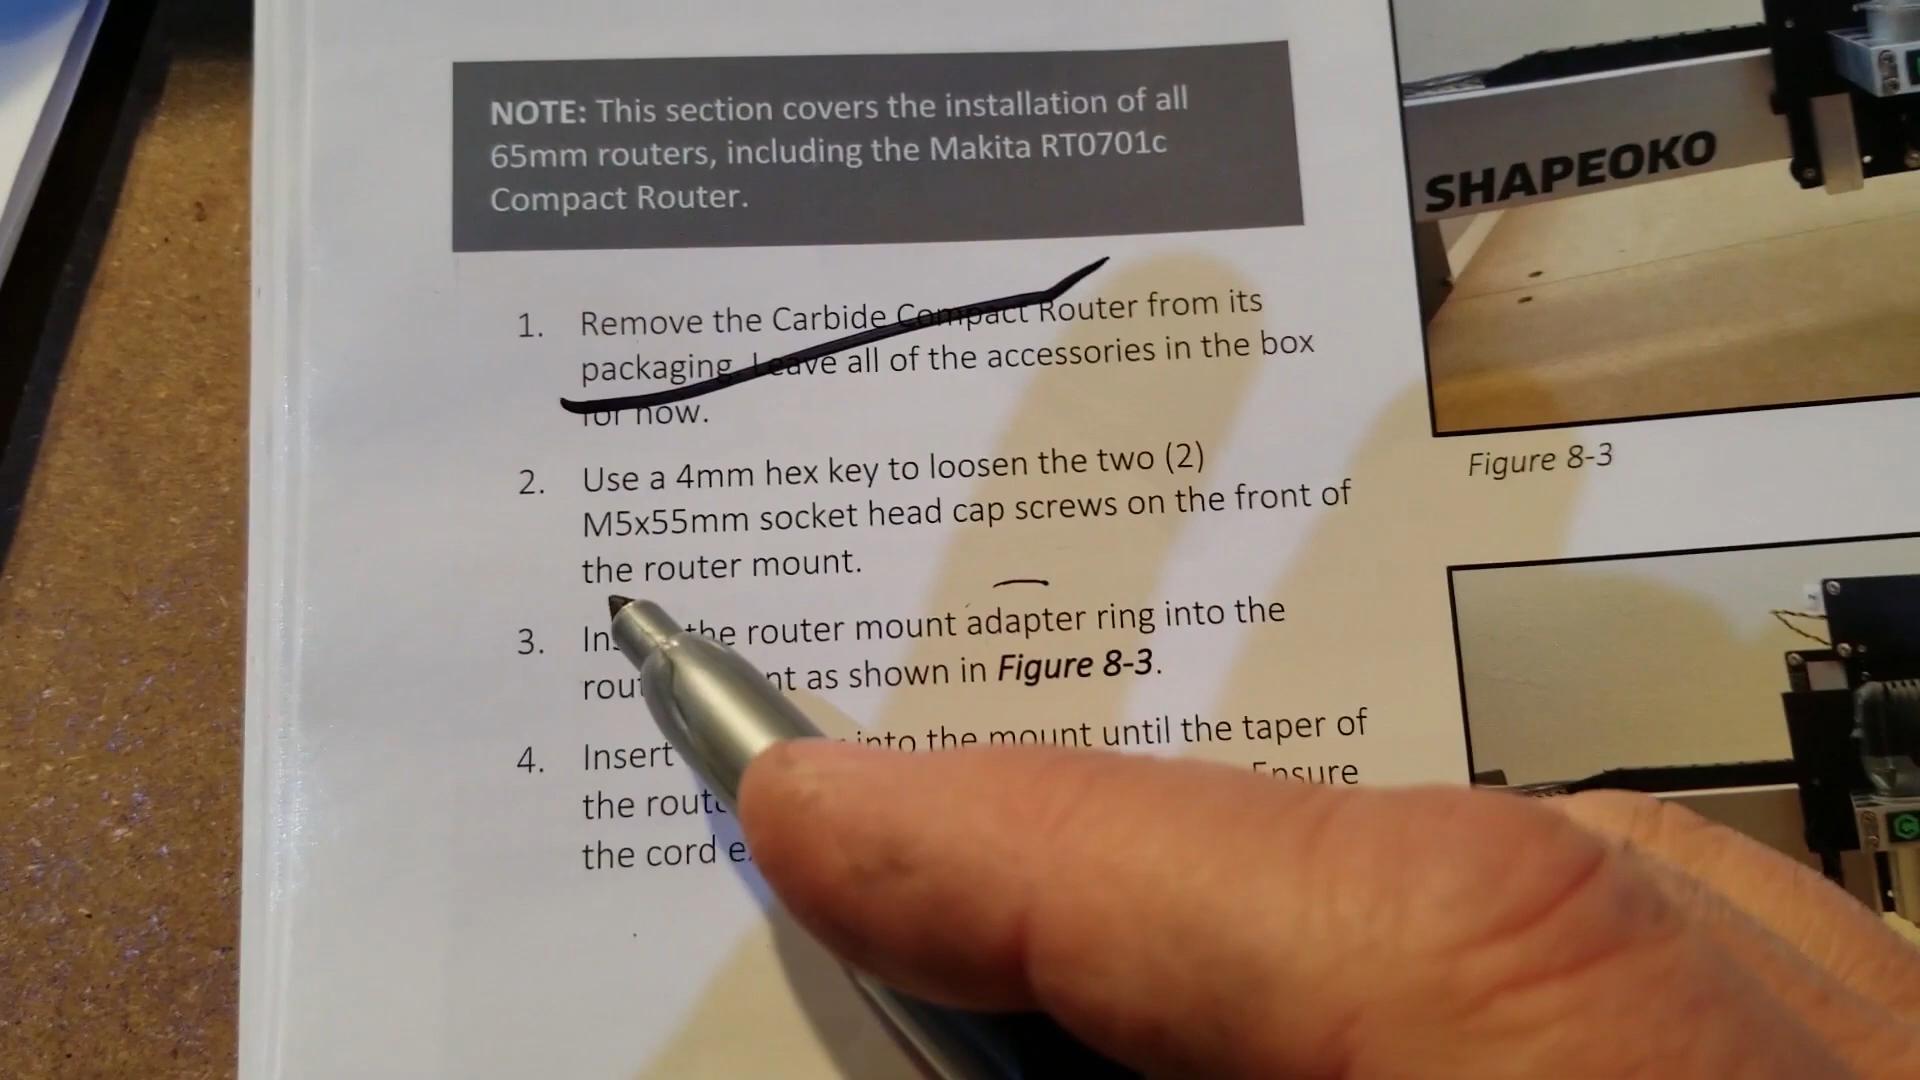 NOTE: This section covers the installation of all
65mm routers, including the Makita RT0701c
Compact Router.
1. Remove the Carbide Compact Router from its
packaging. Leave all of the accessories in the box
for now.
2. Use a 4mm hex key to loosen the two (2)
M5x55mm socket head cap screws on the front of
the router mount.
3. the router mount adapter ring into the
as shown in Figure 8-3.
4. Insert into the mount until the taper of
the Ensure
the cord
SHAPEOKO
Figure 8-3